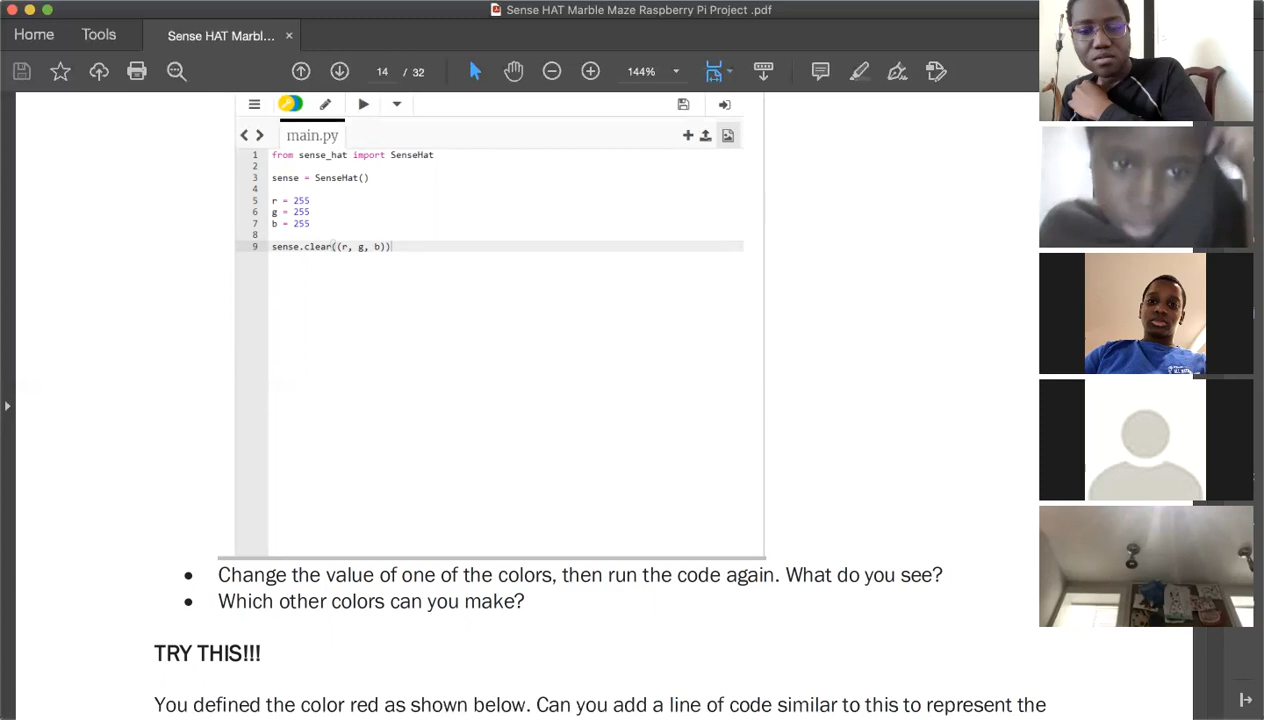 Sense HAT Marble Maze Raspberry Pi Project .pdf
Home Tools Sense HAT Marbl... ×
14 / 32 144%
main.py
1 from sense_hat import SenseHat
2
3 sense = SenseHat()
4
5 r = 255
6 g = 255
7 b = 255
8
9 sense.clear((r, g, b))
• Change the value of one of the colors, then run the code again. What do you see?
• Which other colors can you make?
TRY THIS!!!
You defined the color red as shown below. Can you add a line of code similar to this to represent the